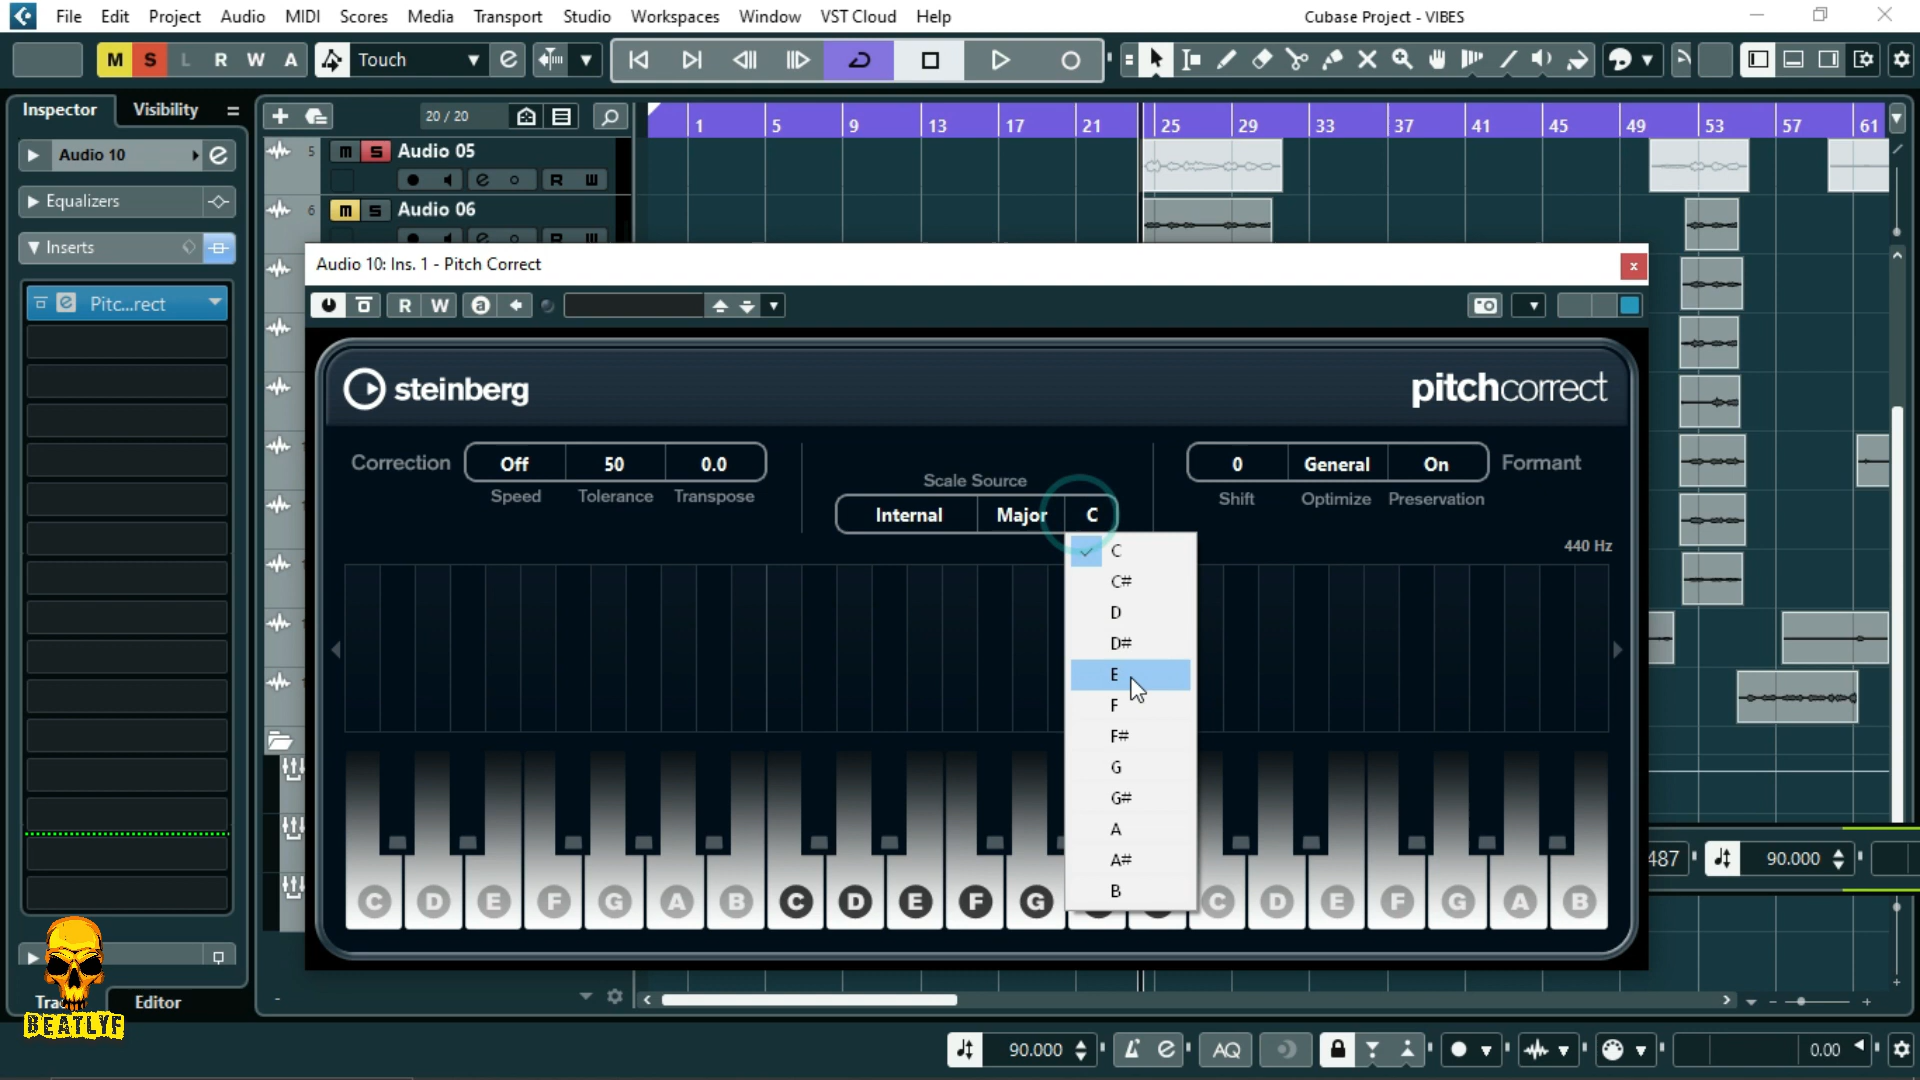 File Edit Project Audio MIDI Scores Media Transport Studio Workspaces Window VST Cloud Help
Cubase Project - VIBES
M S L R W A
Touch
e
Inspector
Visibility
20 / 20
1 5 9 13 17 21 25 29 33 37 41 45 49 53 57 61
Audio 10
e
Equalizers
Inserts
Pitc...rect
5 m S Audio 05
R
6 m S Audio 06
Audio 10: Ins. 1 - Pitch Correct
R W a
steinberg
pitchcorrect
Correction
Off 50 0.0
Speed Tolerance Transpose
Scale Source
Internal Major C
0 General On
Formant
Shift Optimize Preservation
440 Hz
C
C#
D
D#
E
F
F#
G
G#
A
A#
B
C D E F G A B C D E F G C D E F G A B
487
90.000
Editor
BEATLYF
90.000
AQ
0.00